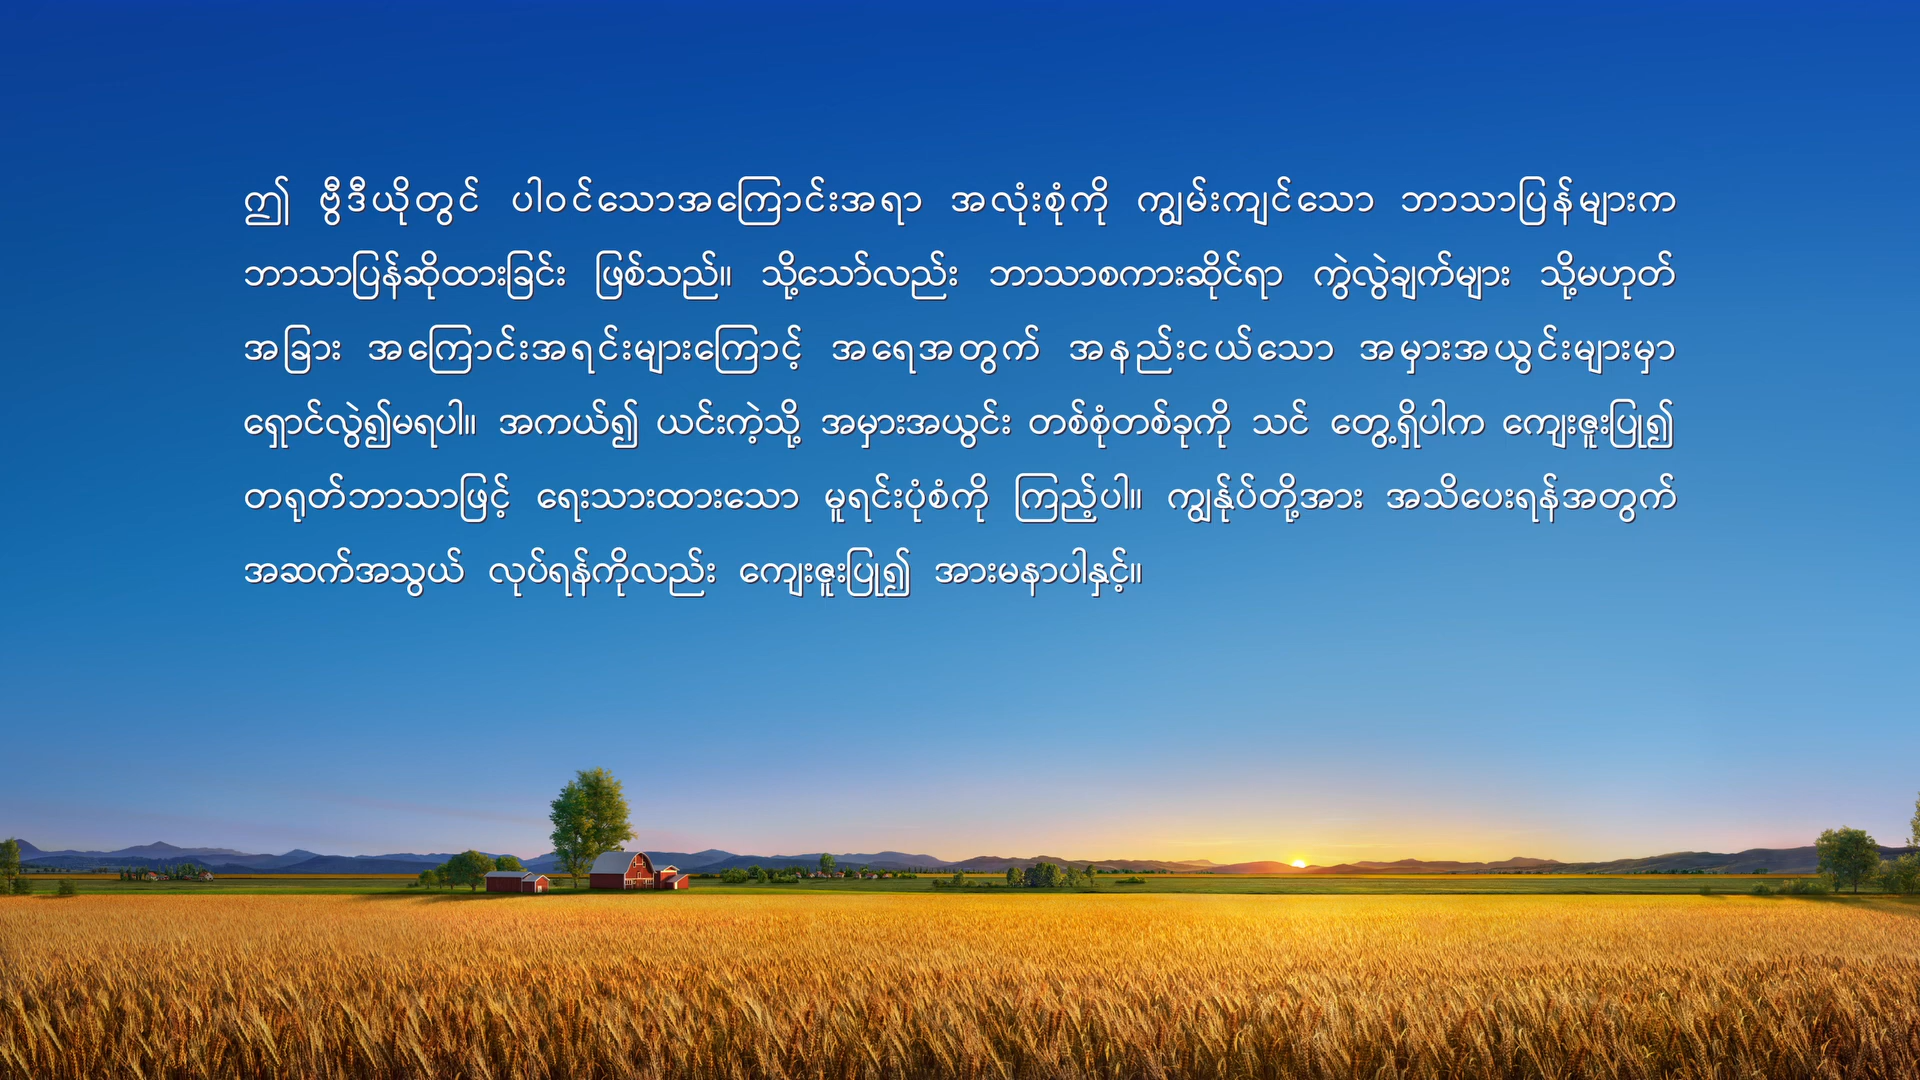 ဤ ဗွီဒီယိုတွင် ပါဝင်သောအကြောင်းအရာ အလုံးစုံကို ကျွမ်းကျင်သော ဘာသာပြန်များက
ဘာသာပြန်ဆိုထားခြင်း ဖြစ်သည်။ သို့သော်လည်း ဘာသာစကားဆိုင်ရာ ကွဲလွဲချက်များ သို့မဟုတ်
အခြား အကြောင်းအရင်းများကြောင့် အရေအတွက် အနည်းငယ်သော အမှားအယွင်းများမှာ
ရှောင်လွဲ၍မရပါ။ အကယ်၍ ယင်းကဲ့သို့ အမှားအယွင်း တစ်စုံတစ်ခုကို သင် တွေ့ရှိပါက ကျေးဇူးပြု၍
တရုတ်ဘာသာဖြင့် ရေးသားထားသော မူရင်းပုံစံကို ကြည့်ပါ။ ကျွန်ုပ်တို့အား အသိပေးရန်အတွက်
အဆက်အသွယ် လုပ်ရန်ကိုလည်း ကျေးဇူးပြု၍ အားမနာပါနှင့်။